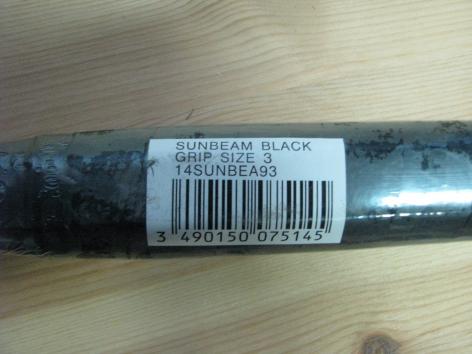 SUNBEAM BLACK
GRIP SIZE 3
14SUNBEA93
3 490150 075145